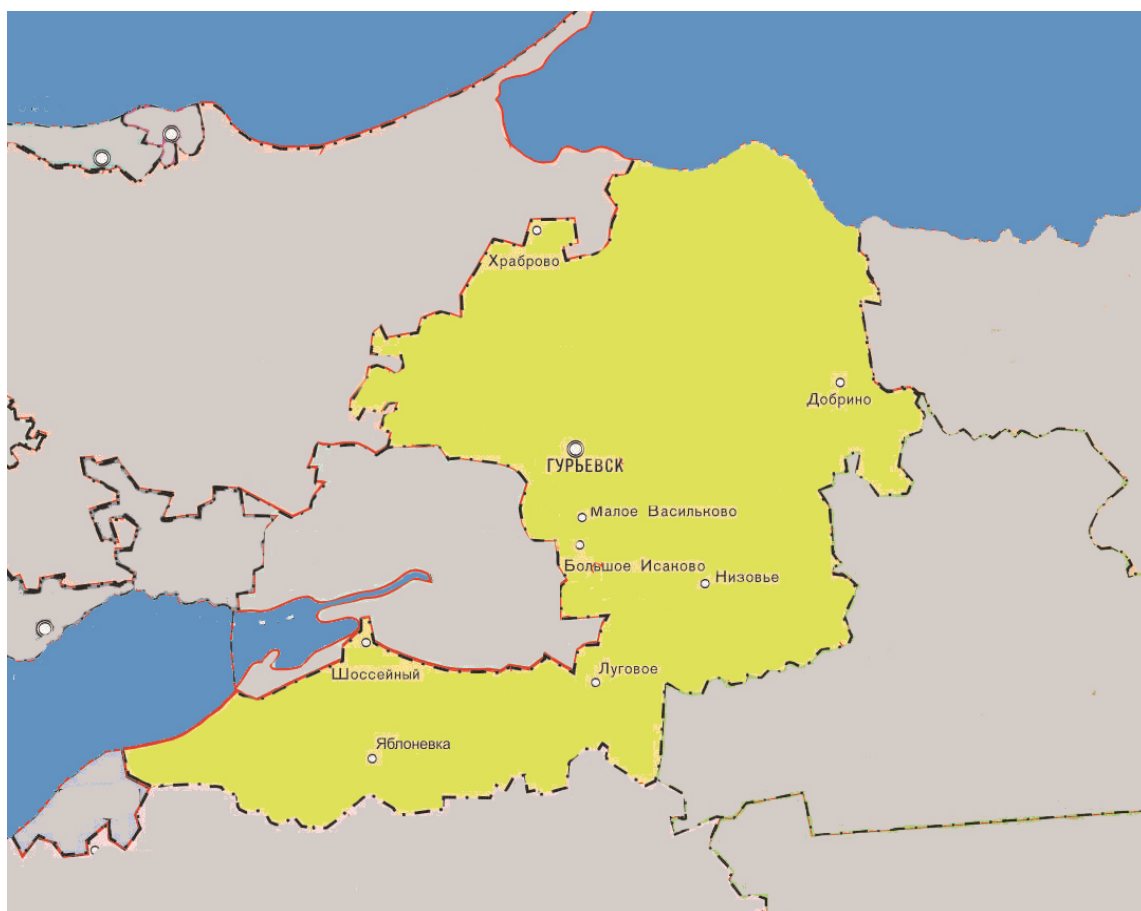 Храброво
Добрино
ГУРЬЕВСК
Малое Васильково
Большое Исаково
Низовье
Луговое
Шоссейный
Яблоневка